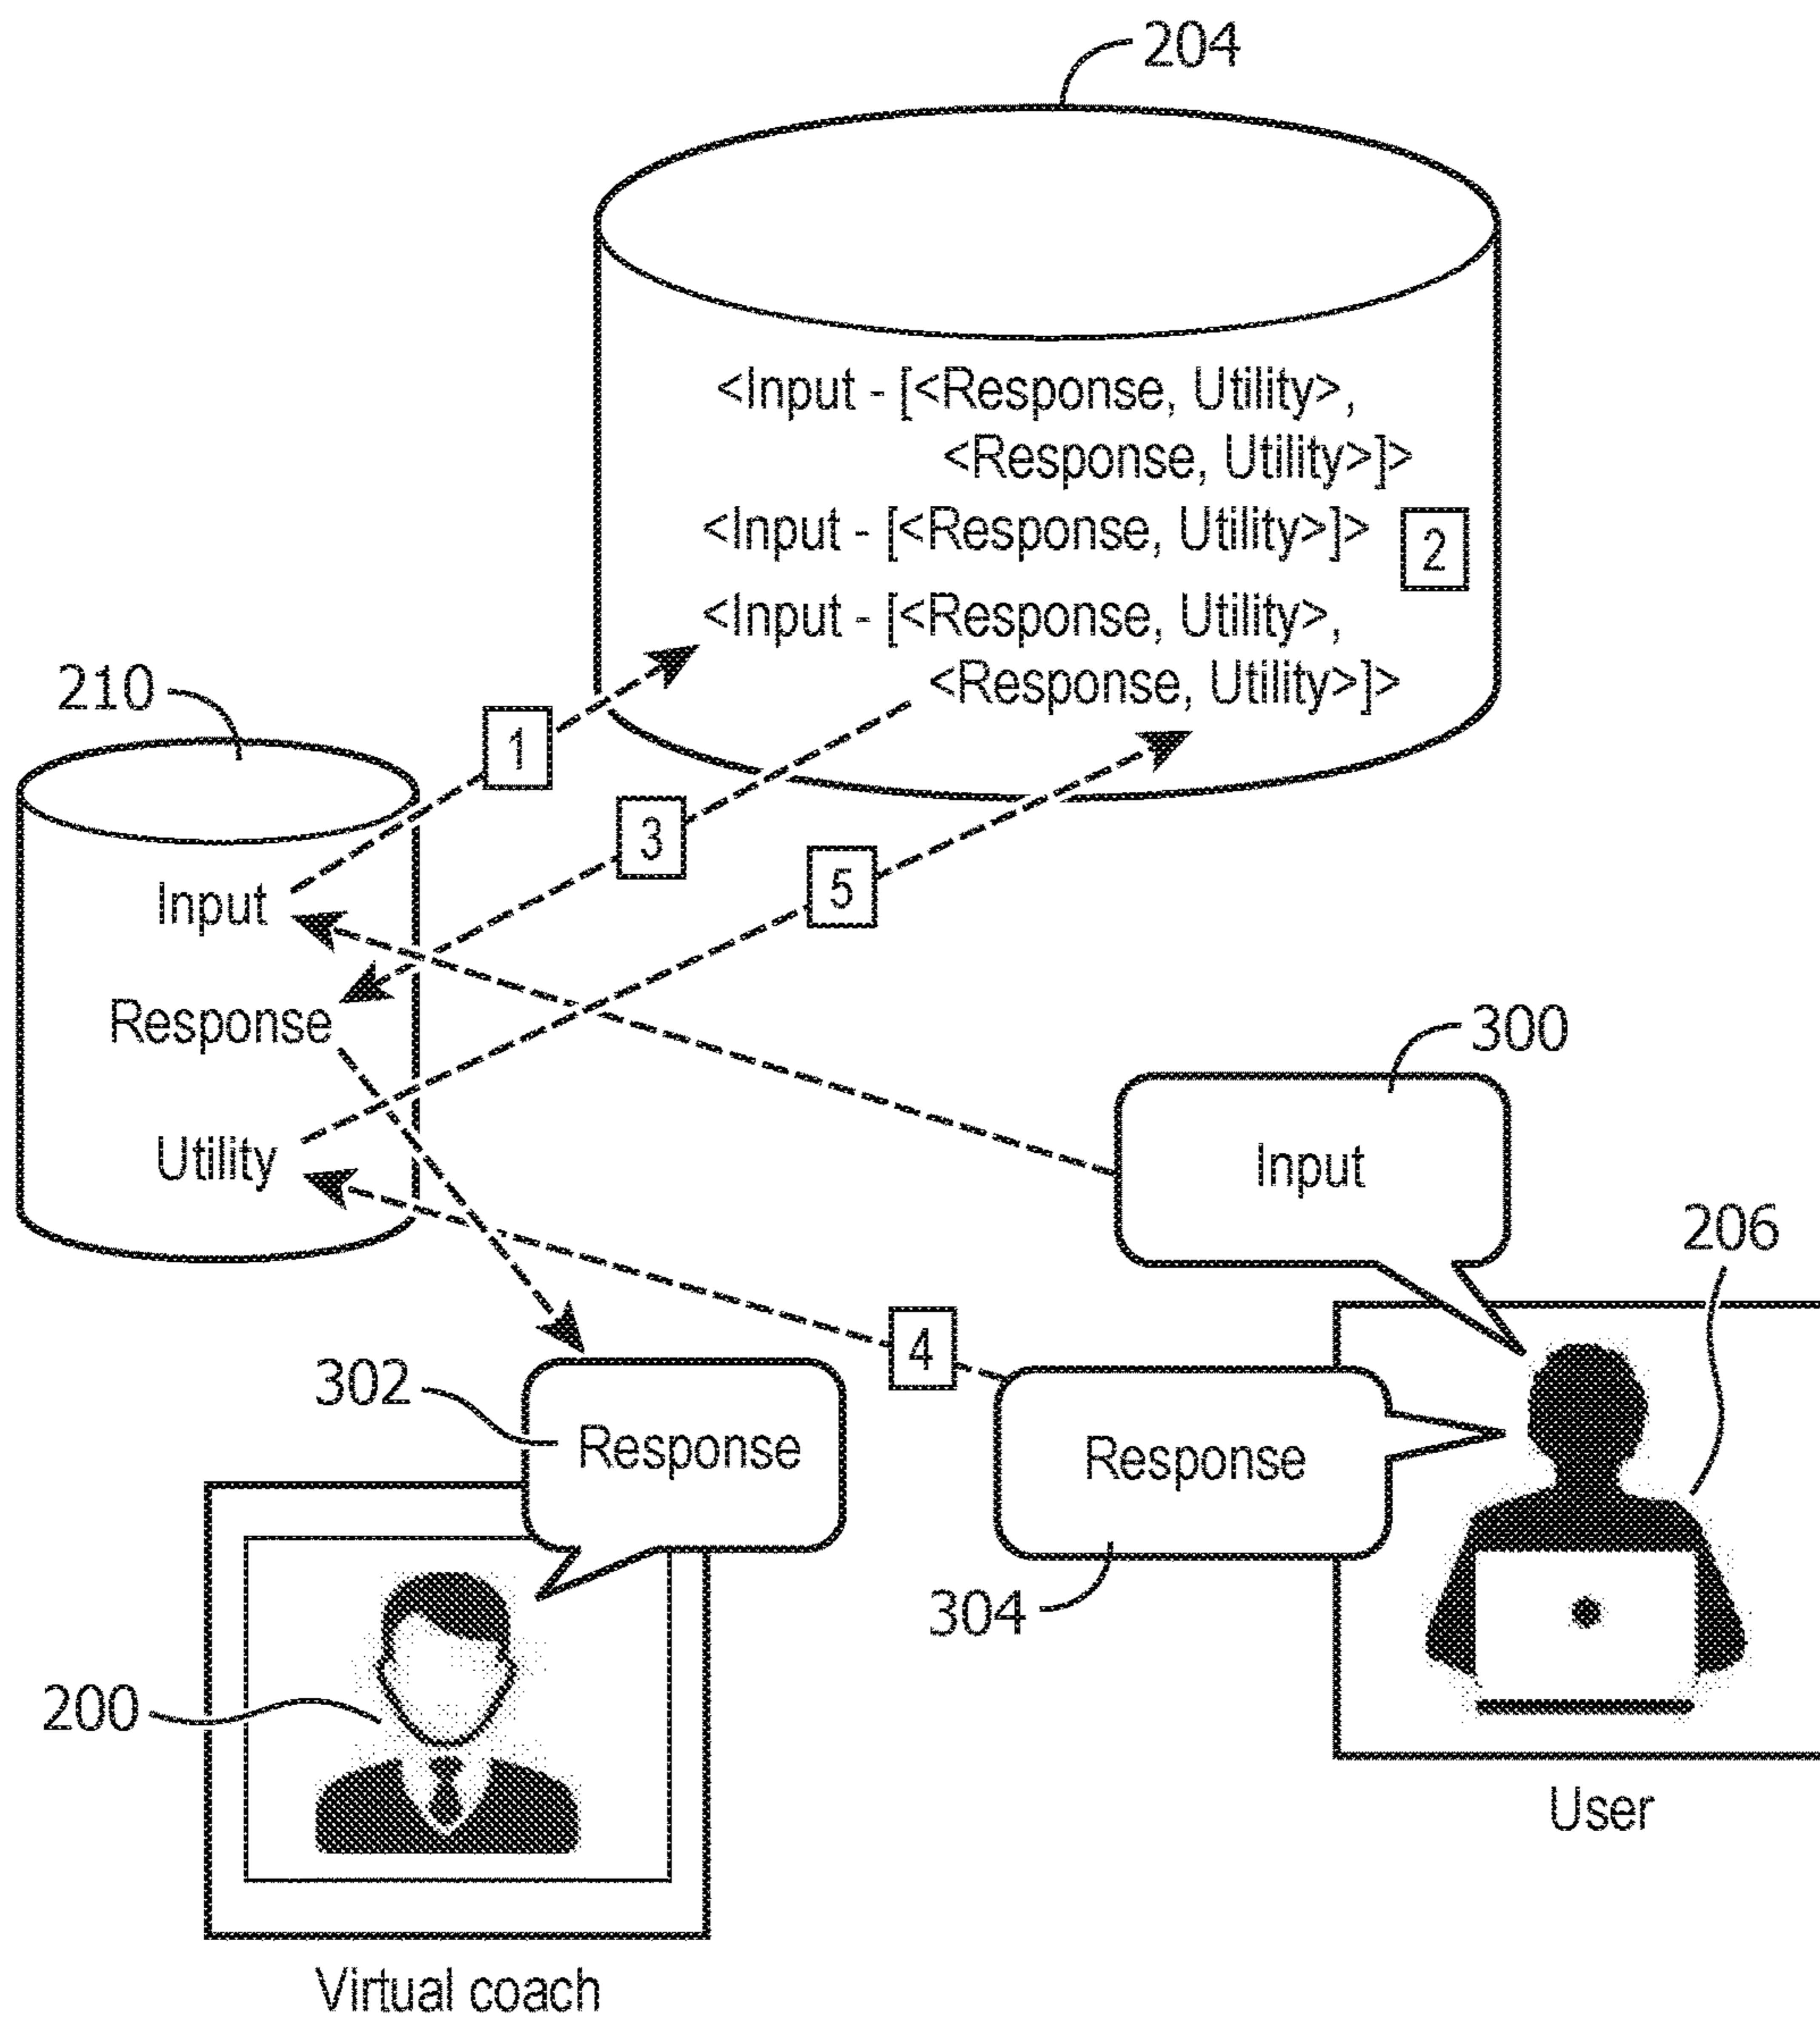 204
<Input - [<Response, Utility>,
<Response, Utility>]>
<Input - [<Response, Utility>]>
2
<Input - [<Response, Utility>,
<Response, Utility>]>
210
1
3
5
Input
Response
Utility
300
Input
206
4
302
Response
Response
304
200
User
Virtual coach